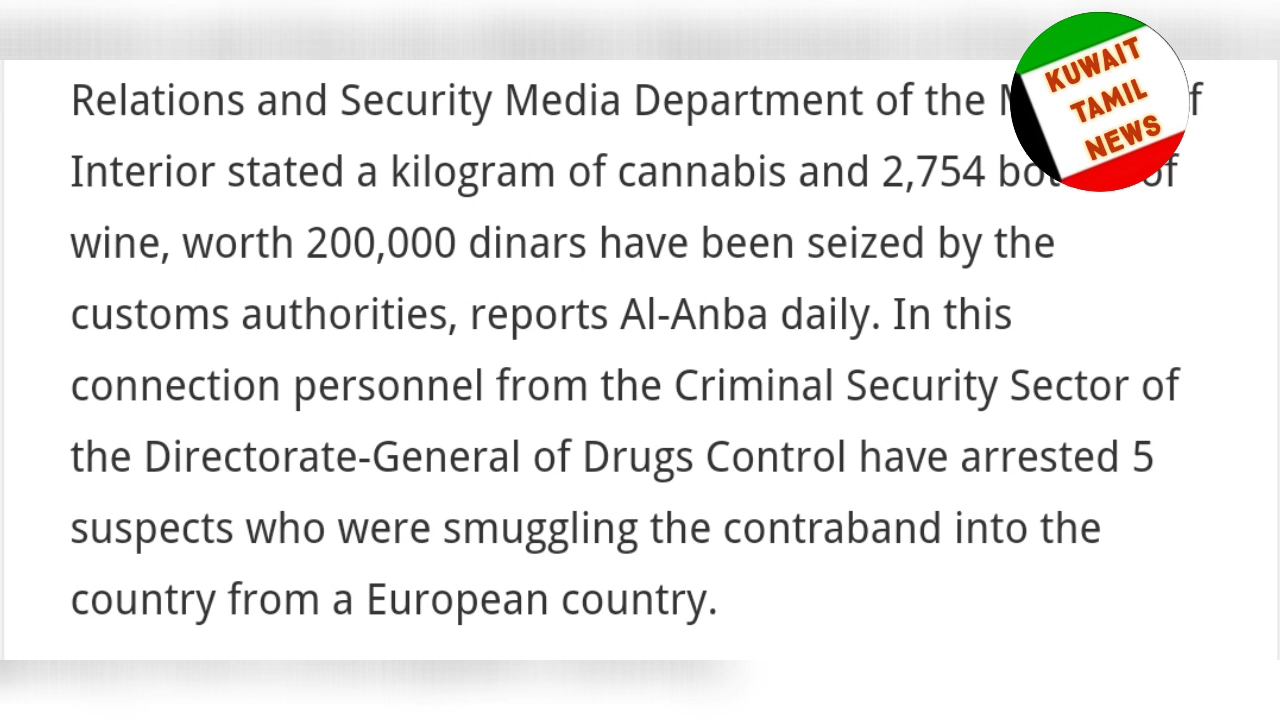 Relations and Security Media Department of the
Interior stated a kilogram of cannabis and 2,754 of
wine, worth 200,000 dinars have been seized by the
customs authorities, reports Al-Anba daily. In this
connection personnel from the Criminal Security Sector of
the Directorate-General of Drugs Control have arrested 5
suspects who were smuggling the contraband into the
country from a European country.
KUWAIT
TAMIL
NEWS